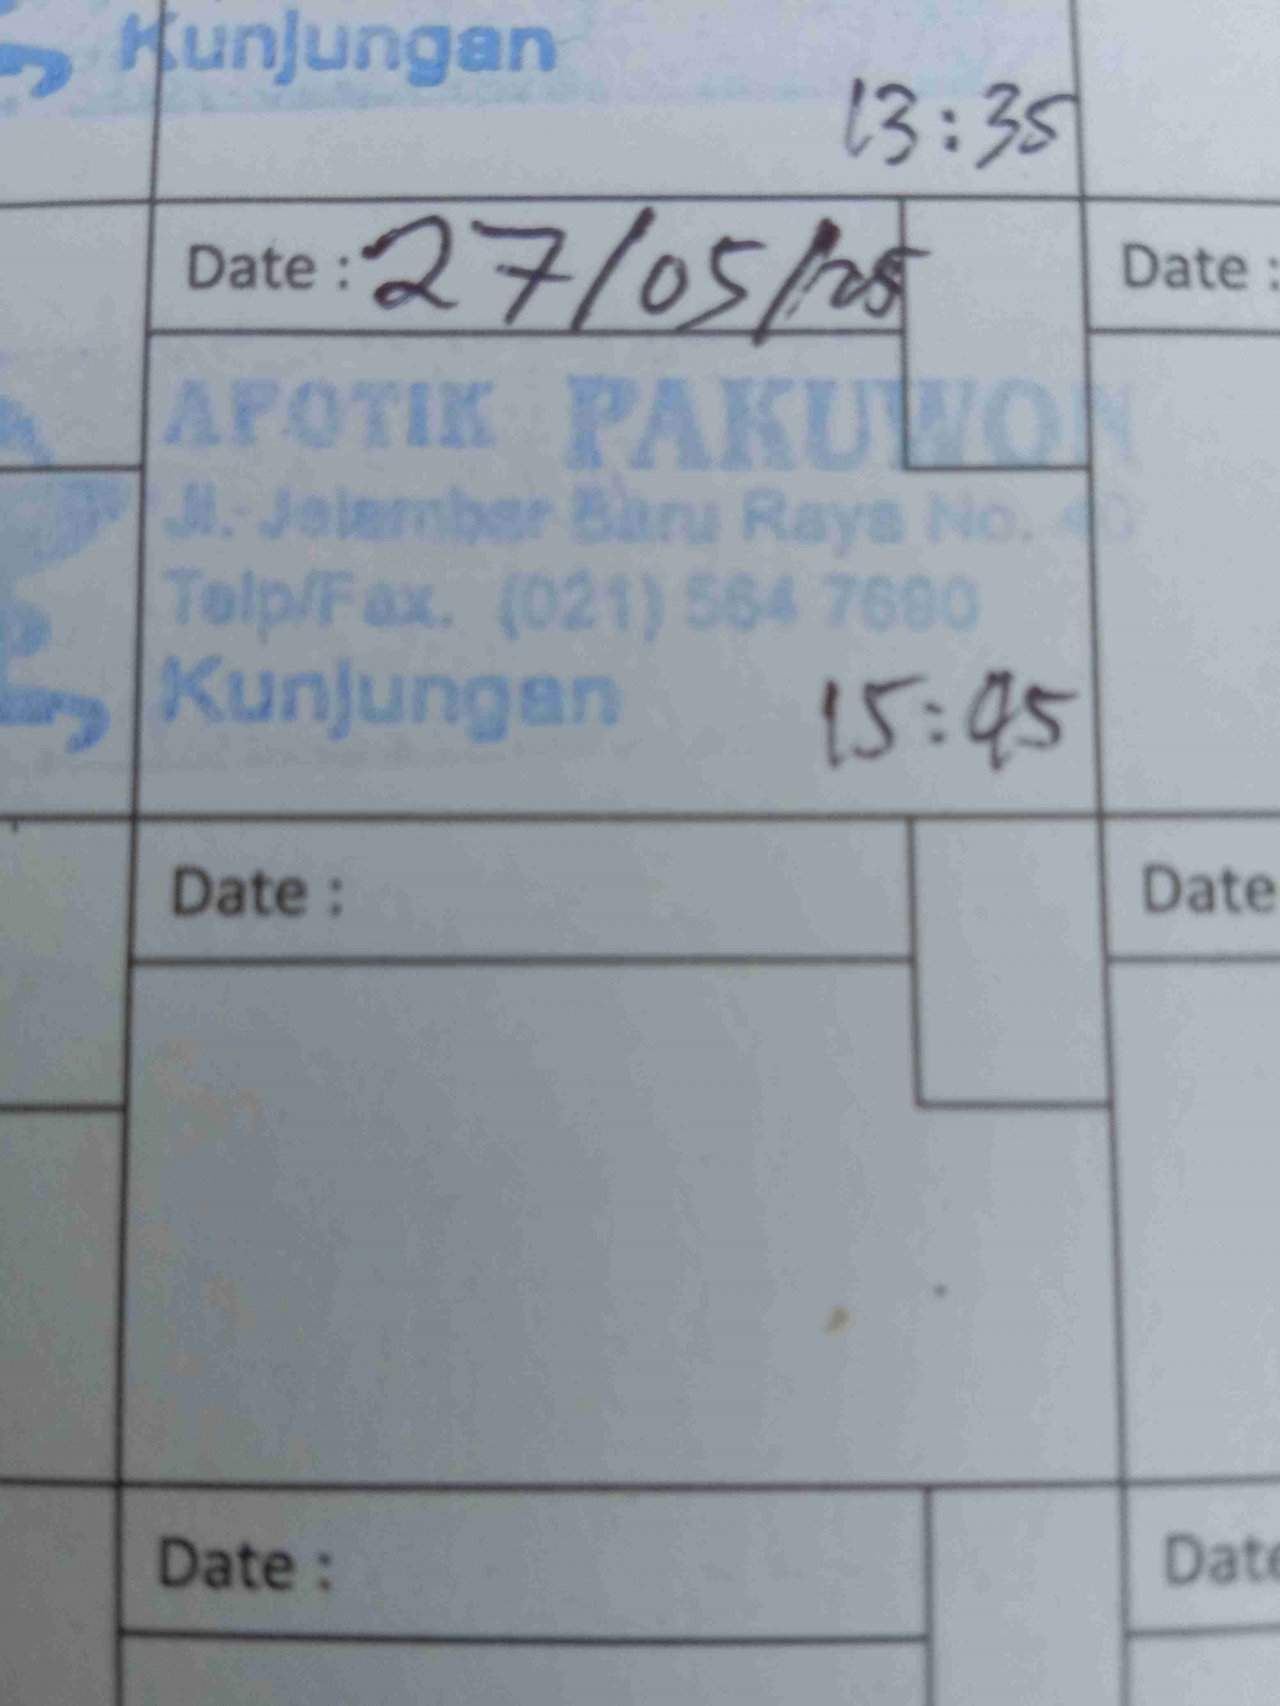 Kunjungan
13:35
Date : 27/05/25
Date :
APOTIK PAKUWON
Jl. Jelambar Baru Raya No. 4D
Telp/Fax. (021) 564 7680
Kunjungan
15:45
Date :
Date
Date :
Date